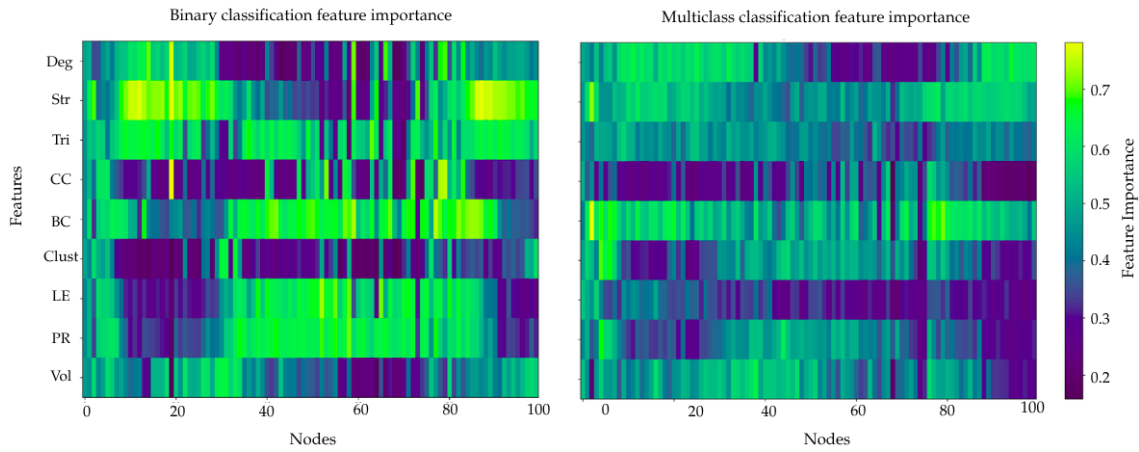 Binary classification feature importance
Multiclass classification feature importance
Features
Deg
Str
Tri
CC
BC
Clust
LE
PR
Vol
0 20 40 60 80 100
0 20 40 60 80 100
Nodes
Nodes
0.7
0.6
0.5
0.4
0.3
0.2
Feature Importance